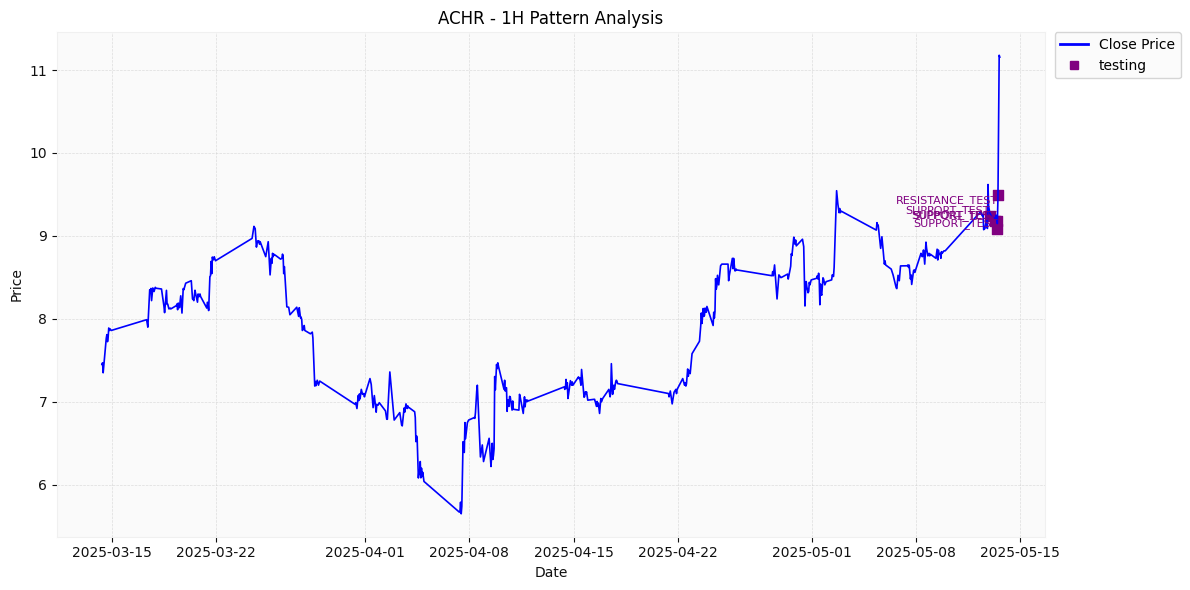 ACHR - 1H Pattern Analysis
Close Price
testing
Price
11
10
9
8
7
6
RESISTANCE_TEST
SUPPORT_TEST
SUPPORT_TEST
2025-03-15
2025-03-22
2025-04-01
2025-04-08
2025-04-15
2025-04-22
2025-05-01
2025-05-08
2025-05-15
Date